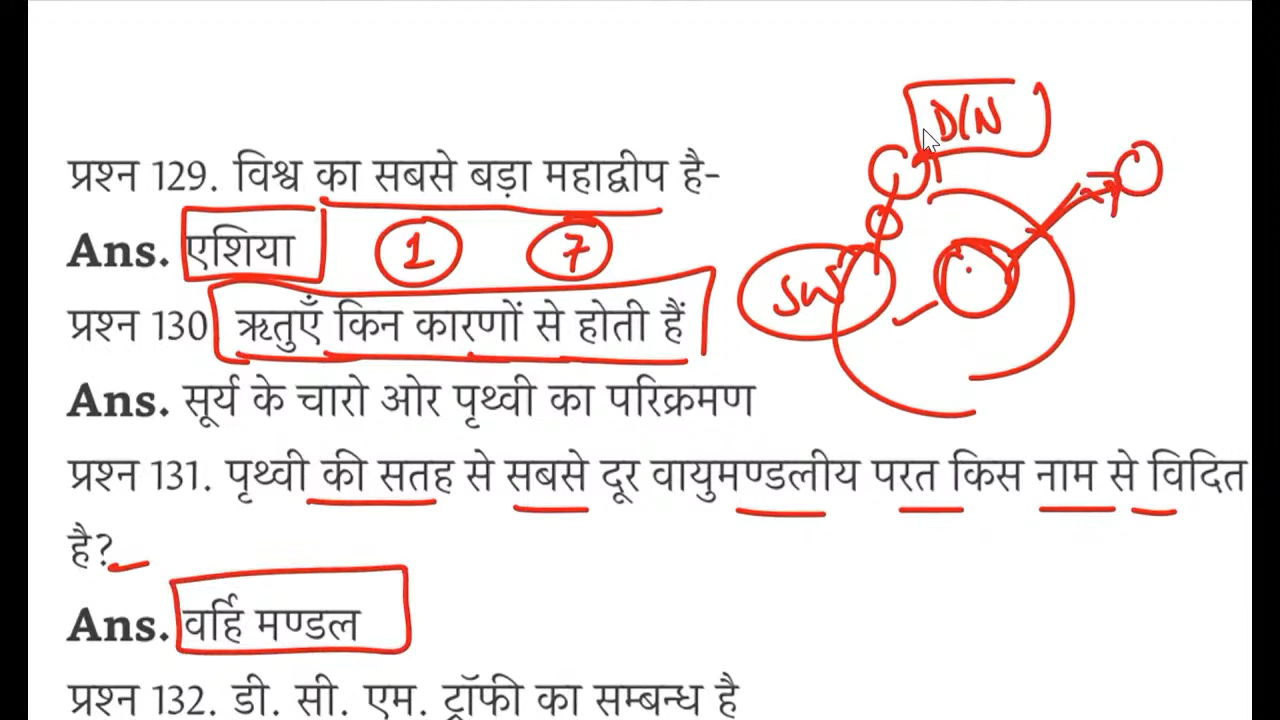 D/N
प्रश्न 129. विश्व का सबसे बड़ा महाद्वीप है-
Ans. एशिया 1 7
प्रश्न 130 ऋतुएँ किन कारणों से होती हैं
Ans. सूर्य के चारो ओर पृथ्वी का परिक्रमण
प्रश्न 131. पृथ्वी की सतह से सबसे दूर वायुमण्डलीय परत किस नाम से विदित
है?
Ans. वर्हि मण्डल
प्रश्न 132. डी. सी. एम. ट्रॉफी का सम्बन्ध है